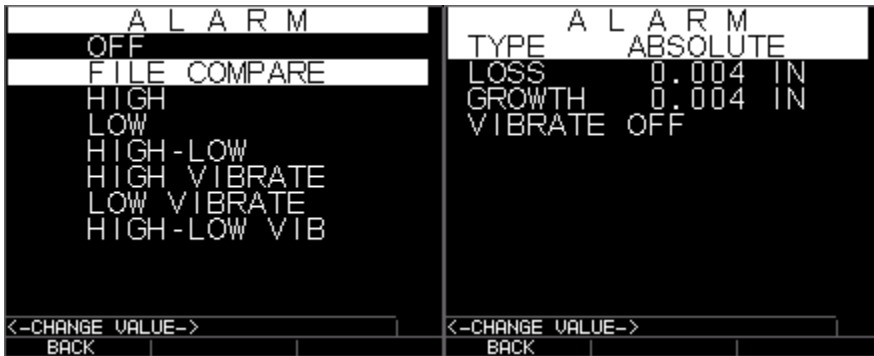 A L A R M
OFF
FILE COMPARE
HIGH
LOW
HIGH-LOW
HIGH VIBRATE
LOW VIBRATE
HIGH-LOW VIB
<-CHANGE VALUE->
BACK
A L A R M
TYPE ABSOLUTE
LOSS 0.004 IN
GROWTH 0.004 IN
VIBRATE OFF
<-CHANGE VALUE->
BACK